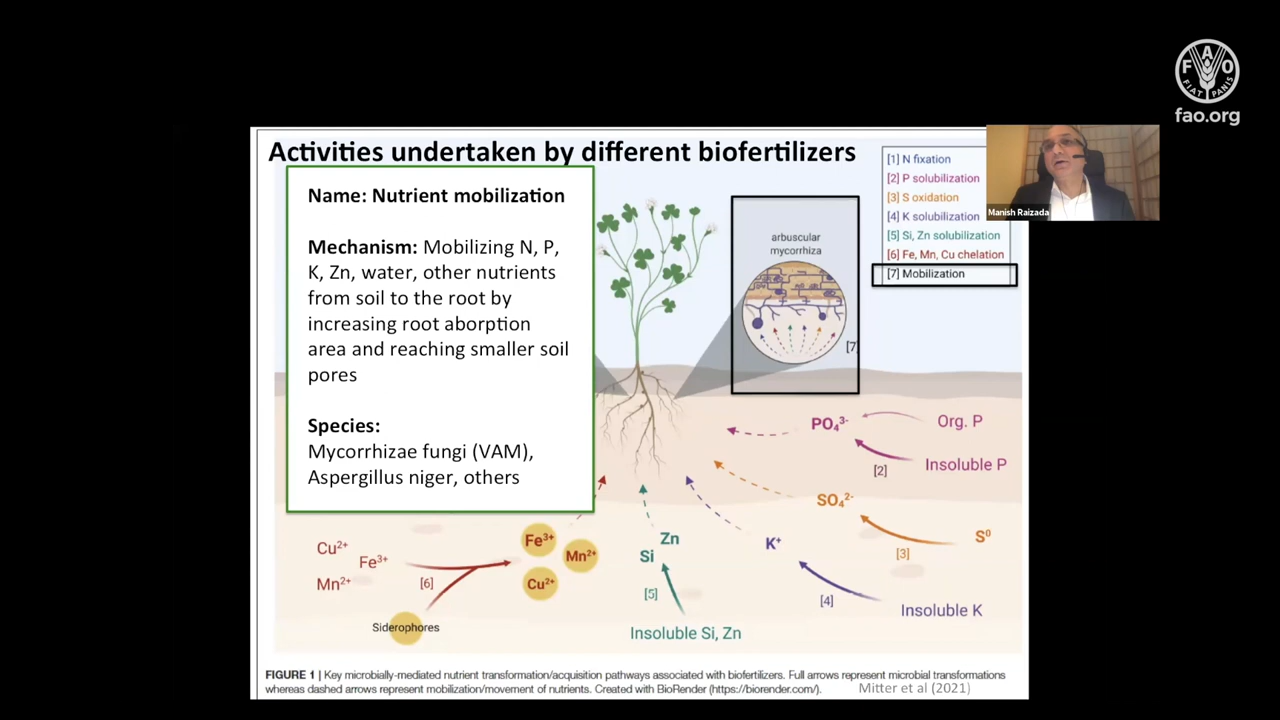 FAO
FIAT PANIS
fao.org
Activities undertaken by different biofertilizers
Name: Nutrient mobilization
Mechanism: Mobilizing N, P,
K, Zn, water, other nutrients
from soil to the root by
increasing root aborption
area and reaching smaller soil
pores
Species:
Mycorrhizae fungi (VAM),
Aspergillus niger, others
arbuscular
mycorrhiza
[7]
[1] N fixation
[2] P solubilization
[3] S oxidation
[4] K solubilization
[5] Si, Zn solubilization
[6] Fe, Mn, Cu chelation
[7] Mobilization
Manish Raizada
PO₄³⁻
Org. P
Insoluble P
[2]
SO₄²⁻
S⁰
[3]
K⁺
[4]
Insoluble K
Zn
Si
[5]
Insoluble Si, Zn
Cu²⁺
Fe³⁺
Mn²⁺
[6]
Siderophores
Fe³⁺
Mn²⁺
Cu²⁺
FIGURE 1 | Key microbially-mediated nutrient transformation/acquisition pathways associated with biofertilizers. Full arrows represent microbial transformations
whereas dashed arrows represent mobilization/movement of nutrients. Created with BioRender (https://biorender.com/).
Mitter et al (2021)